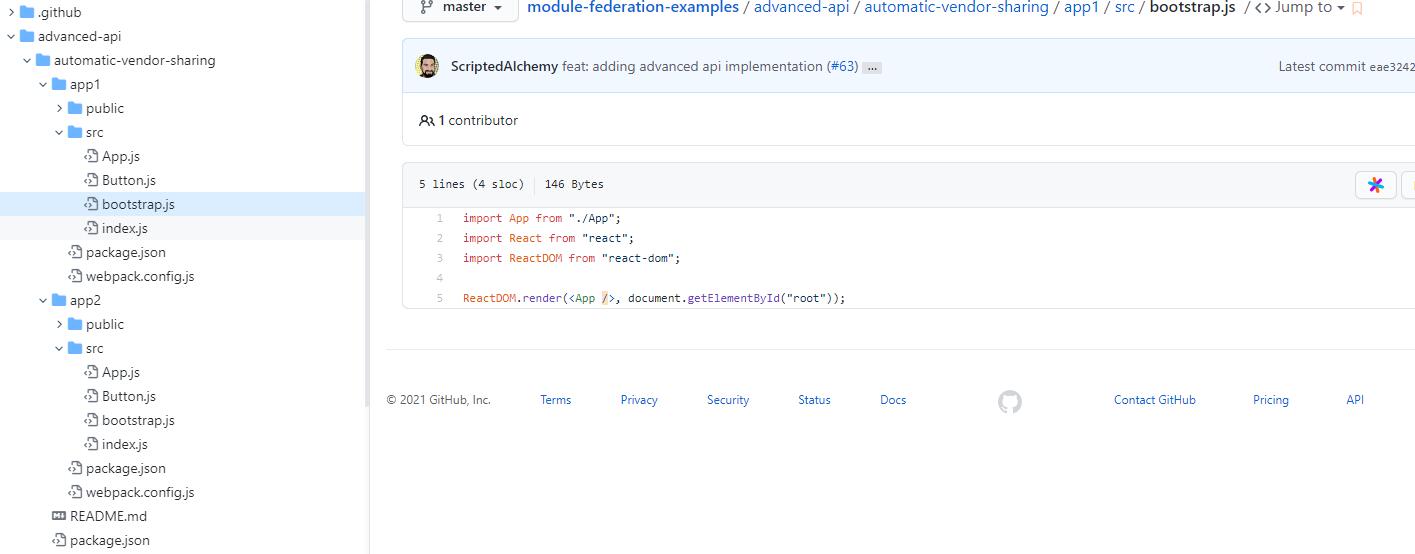 .github
advanced-api
automatic-vendor-sharing
app1
public
src
App.js
Button.js
bootstrap.js
index.js
package.json
webpack.config.js
app2
public
src
App.js
Button.js
bootstrap.js
index.js
package.json
webpack.config.js
README.md
package.json
master module-federation-examples / advanced-api / automatic-vendor-sharing / app1 / src / bootstrap.js / <> Jump to
ScriptedAlchemy feat: adding advanced api implementation (#63) ... Latest commit eae3242
1 contributor
5 lines (4 sloc) 146 Bytes
1 import App from "./App";
2 import React from "react";
3 import ReactDOM from "react-dom";
4
5 ReactDOM.render(<App />, document.getElementById("root"));
© 2021 GitHub, Inc. Terms Privacy Security Status Docs Contact GitHub Pricing API